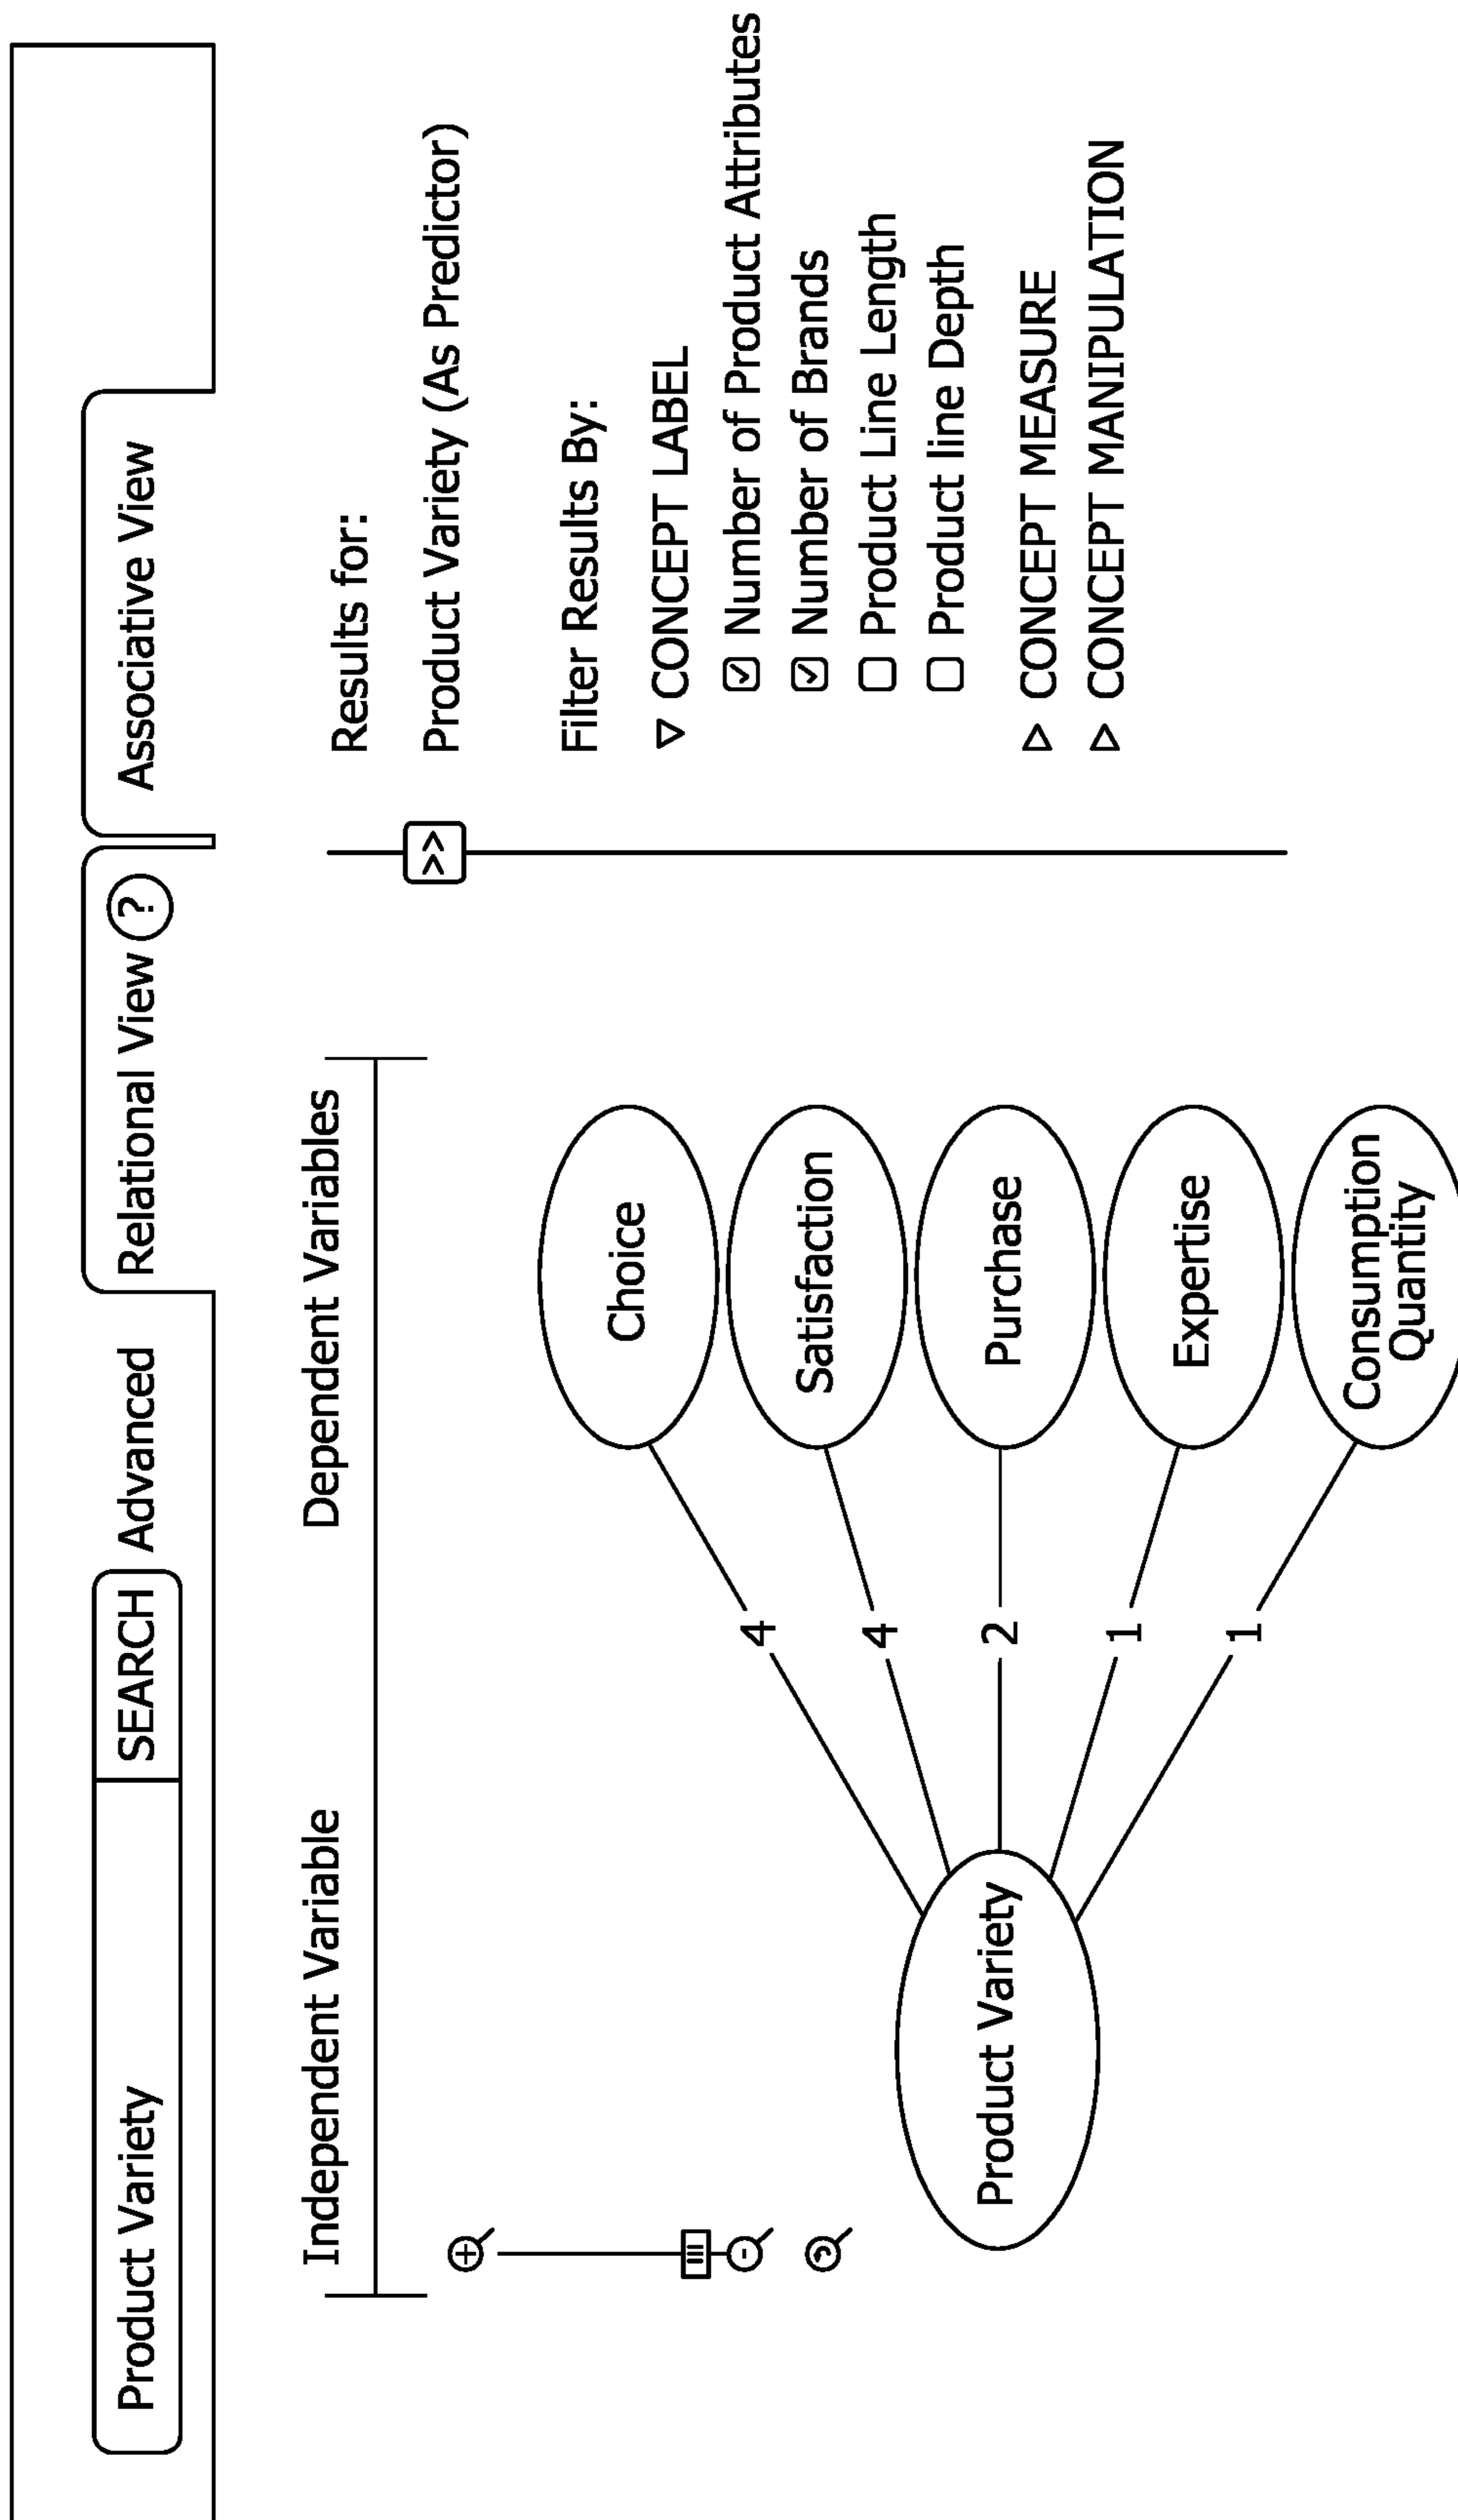 Product Variety SEARCH Advanced Relational View ? Associative View
Independent Variable Dependent Variables
Results for:
Product Variety (As Predictor)
>>
Filter Results By:
CONCEPT LABEL
Number of Product Attributes
Number of Brands
Product Line Length
Product line Depth
CONCEPT MEASURE
CONCEPT MANIPULATION
Product Variety
4
4
2
1
1
Choice
Satisfaction
Purchase
Expertise
Consumption
Quantity